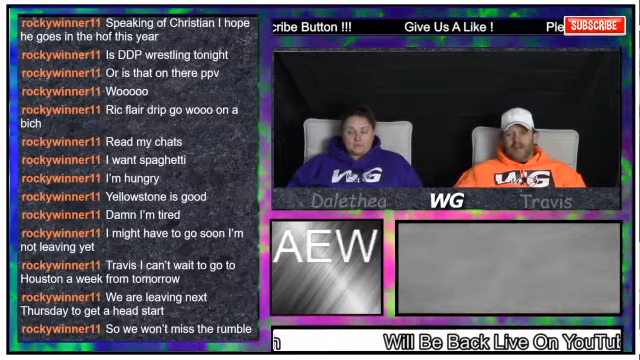 rockywinner11 Speaking of Christian I hope
he goes in the hof this year
rockywinner11 Is DDP wrestling tonight
rockywinner11 Or is that on there ppv
rockywinner11 Wooooo
rockywinner11 Ric flair drip go wooo on a
bich
rockywinner11 Read my chats
rockywinner11 I want spaghetti
rockywinner11 I'm hungry
rockywinner11 Yellowstone is good
rockywinner11 Damn I'm tired
rockywinner11 I might have to go soon I'm
not leaving yet
rockywinner11 Travis I can't wait to go to
Houston a week from tomorrow
rockywinner11 We are leaving next
Thursday to get a head start
rockywinner11 So we won't miss the rumble
cribe Button !!! Give Us A Like ! Ple
SUBSCRIBE
WG
Dalethea WG Travis
AEW
n Will Be Back Live On YouTub